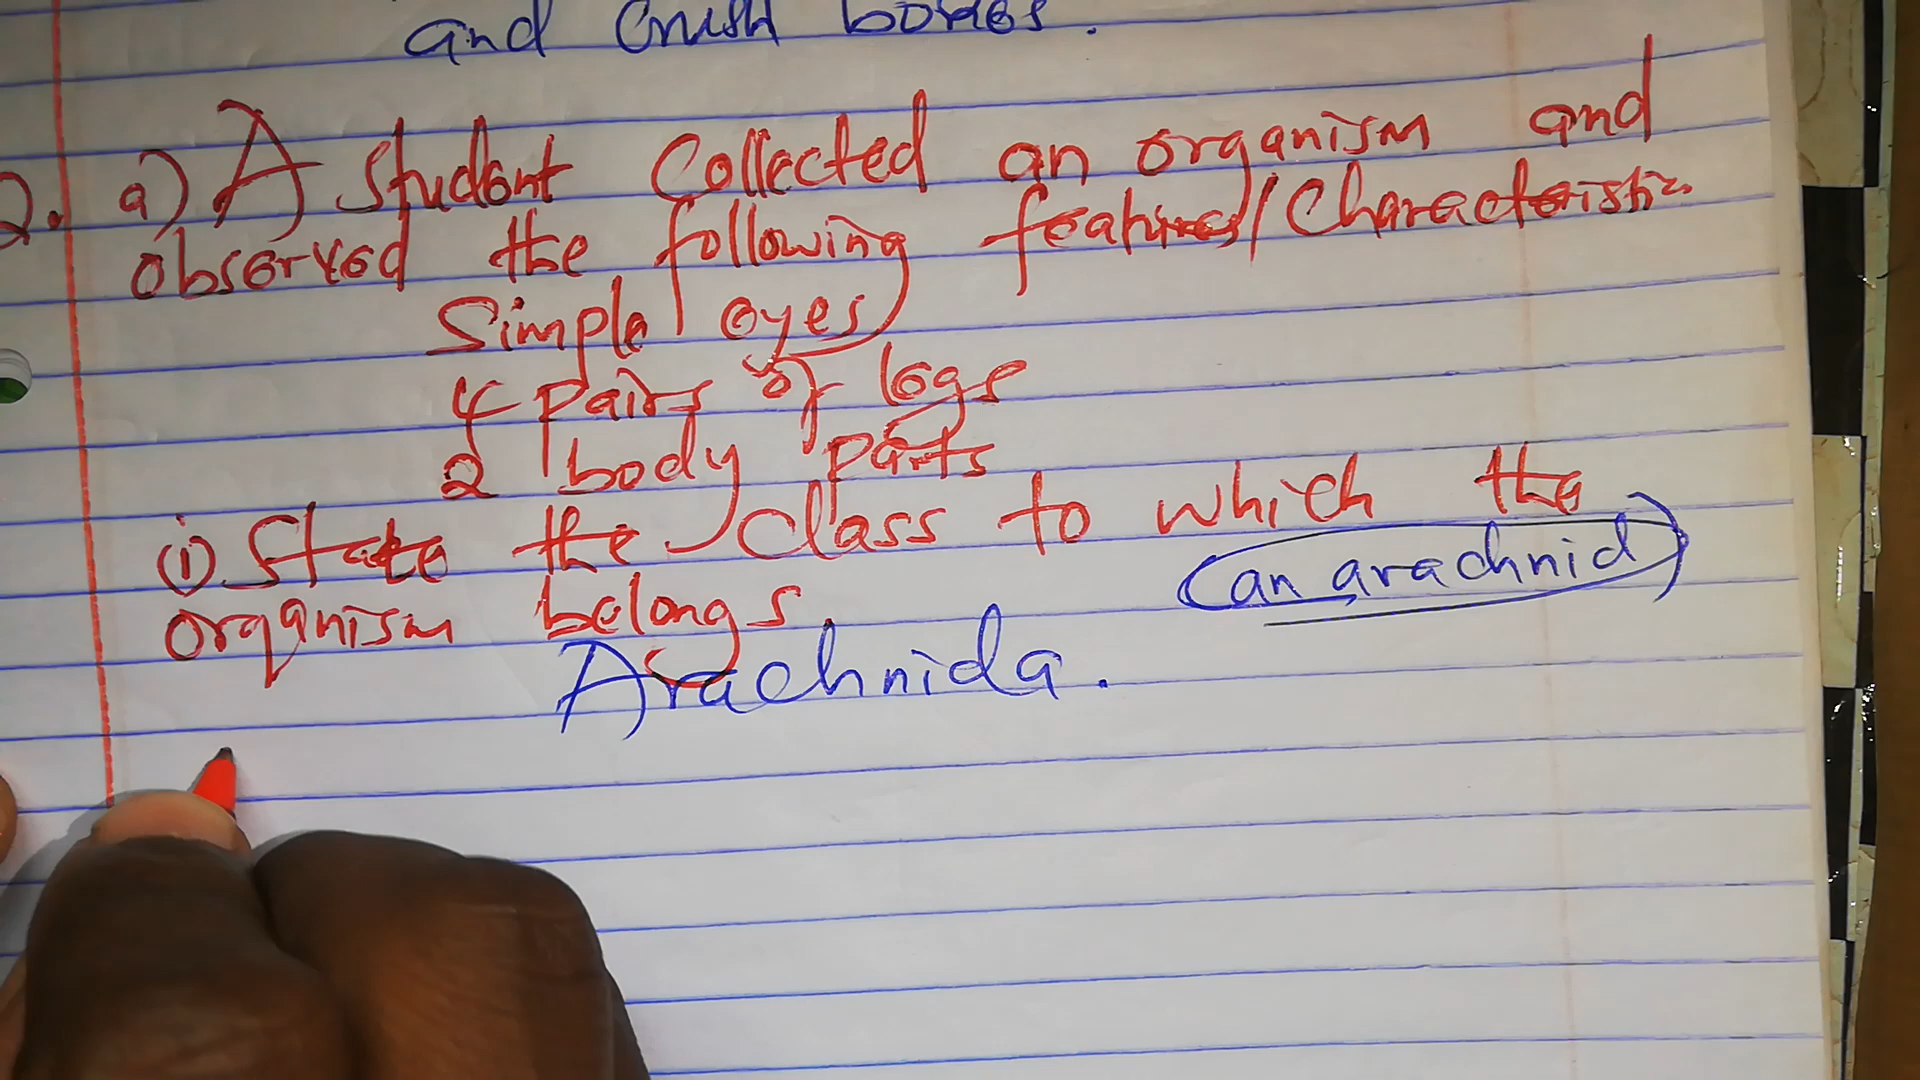 and Crush bones.
2. a) A student Collected an organism and
observed the following features/Characteristics
Simple eyes
4 pairs of legs
2 body parts
(i) State the class to which the
organism belongs.
(an arachnid)
Arachnida.